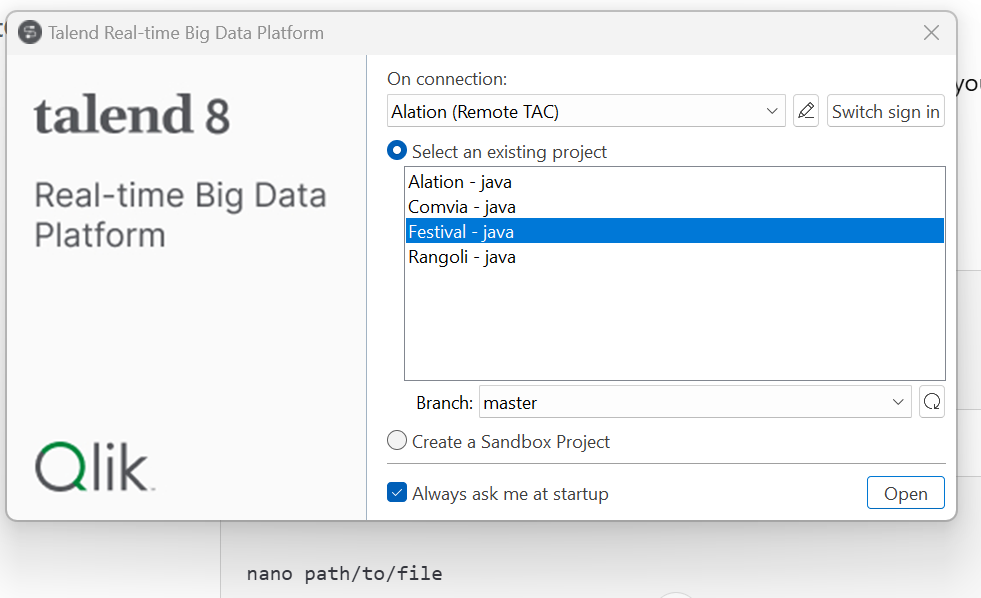 Talend Real-time Big Data Platform
talend 8
Real-time Big Data
Platform
Qlik
On connection:
Alation (Remote TAC)
Switch sign in
Select an existing project
Alation - java
Comvia - java
Festival - java
Rangoli - java
Branch: master
Create a Sandbox Project
Always ask me at startup
Open
nano path/to/file